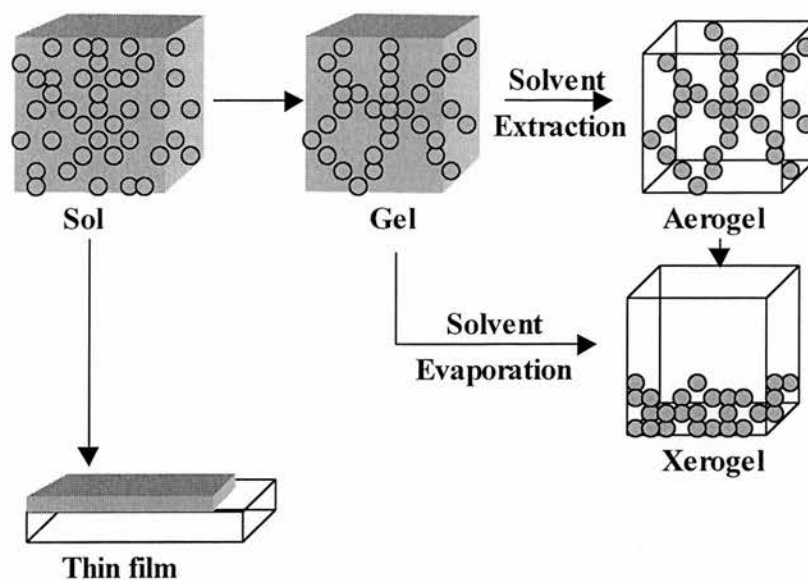 Sol
Gel
Solvent
Extraction
Aerogel
Solvent
Evaporation
Xerogel
Thin film